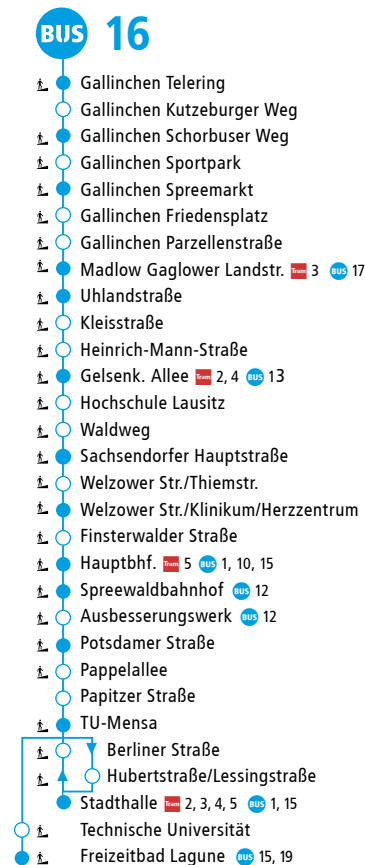 BUS 16
Gallinchen Telering
Gallinchen Kutzeburger Weg
Gallinchen Schorbuser Weg
Gallinchen Sportpark
Gallinchen Spreemarkt
Gallinchen Friedensplatz
Gallinchen Parzellenstraße
Madlow Gaglower Landstr. Tram 3 BUS 17
Uhlandstraße
Kleisstraße
Heinrich-Mann-Straße
Gelsenk. Allee Tram 2, 4 BUS 13
Hochschule Lausitz
Waldweg
Sachsendorfer Hauptstraße
Welzower Str./Thiemstr.
Welzower Str./Klinikum/Herzzentrum
Finsterwalder Straße
Hauptbhf. Tram 5 BUS 1, 10, 15
Spreewaldbahnhof BUS 12
Ausbesserungswerk BUS 12
Potsdamer Straße
Pappelallee
Papitzer Straße
TU-Mensa
Berliner Straße
Hubertstraße/Lessingstraße
Stadthalle Tram 2, 3, 4, 5 BUS 1, 15
Technische Universität
Freizeitbad Lagune BUS 15, 19